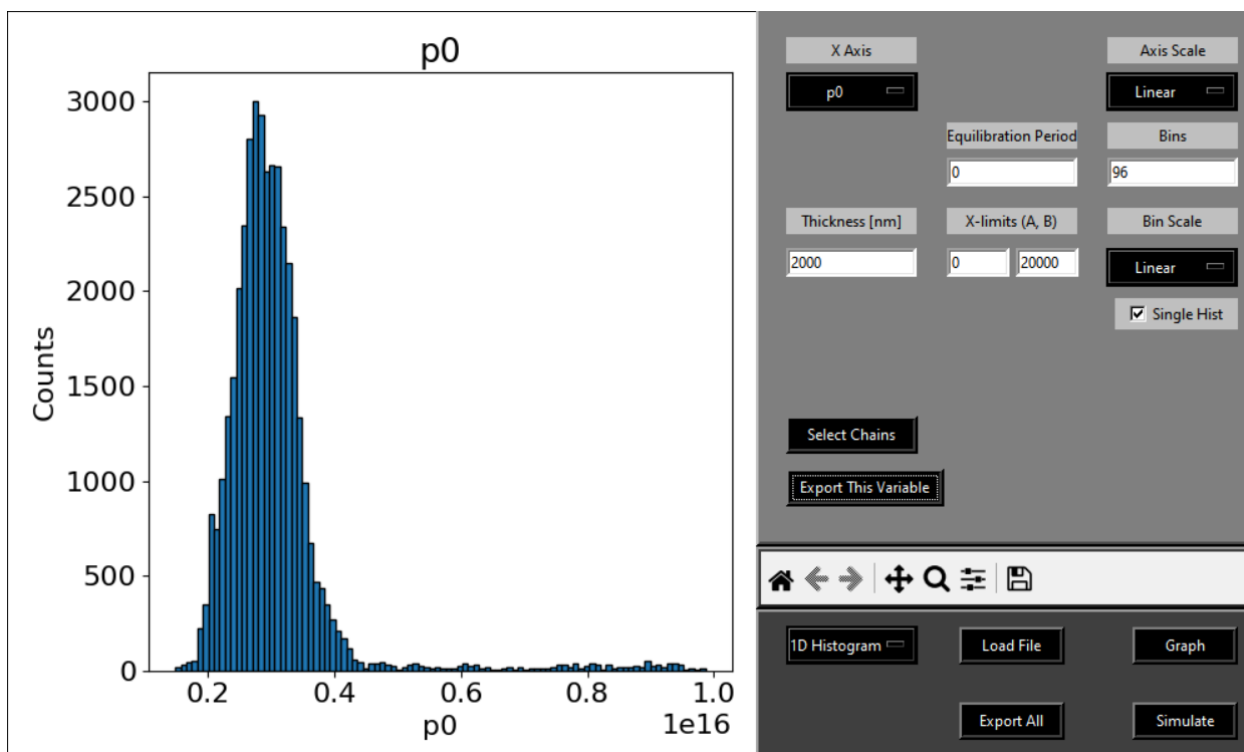 p0
3000
2500
2000
1500
1000
500
0
Counts
0.2 0.4 0.6 0.8 1.0
1e16
p0
X Axis
Axis Scale
p0
Linear
Equilibration Period
Bins
0
96
Thickness [nm]
X-limits (A, B)
Bin Scale
2000
0
20000
Linear
Single Hist
Select Chains
Export This Variable
1D Histogram
Load File
Graph
Export All
Simulate